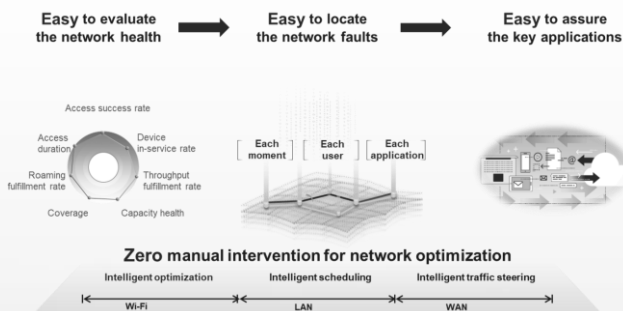 Easy to evaluate
the network health
Easy to locate
the network faults
Easy to assure
the key applications
Access success rate
Access
duration
Device
in-service rate
Roaming
fulfillment rate
Throughput
fulfillment rate
Coverage
Capacity health
Each
moment
Each
user
Each
application
Zero manual intervention for network optimization
Intelligent optimization
Intelligent scheduling
Intelligent traffic steering
Wi-Fi
LAN
WAN